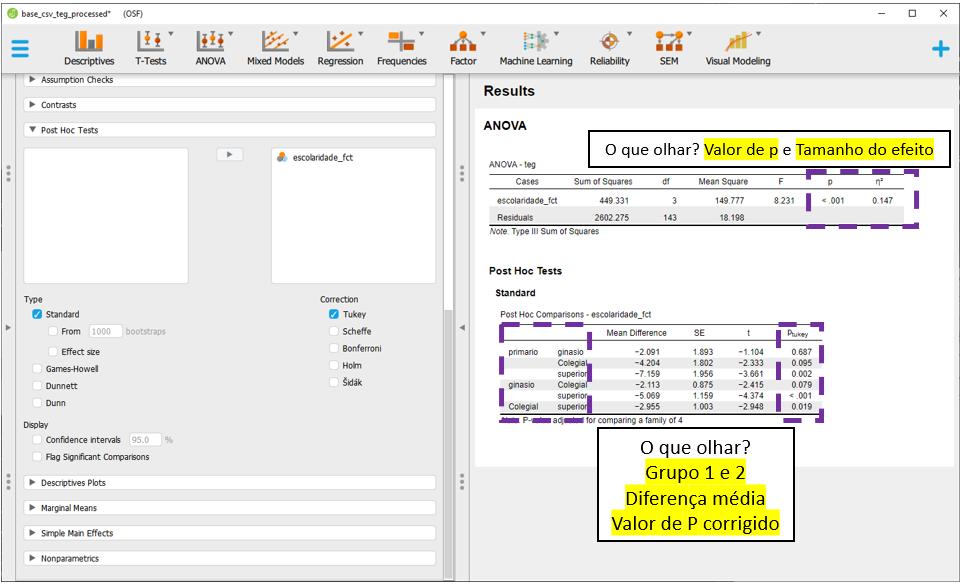 base_csv_teg_processed* (OSF)
Descriptives T-Tests ANOVA Mixed Models Regression Frequencies Factor Machine Learning Reliability SEM Visual Modeling
Assumption Checks
Contrasts
Post Hoc Tests
escolaridade_fct
Type
Correction
Standard
Tukey
From 1000 bootstraps
Scheffe
Effect size
Bonferroni
Games-Howell
Holm
Dunnett
Šidák
Dunn
Display
Confidence intervals 95.0 %
Flag Significant Comparisons
Descriptives Plots
Marginal Means
Simple Main Effects
Nonparametrics
Results
ANOVA
O que olhar? Valor de p e Tamanho do efeito
ANOVA - teg
Cases Sum of Squares df Mean Square F p η²
escolaridade_fct 449.331 3 149.777 8.231 < .001 0.147
Residuals 2602.275 143 18.198
Note. Type III Sum of Squares
Post Hoc Tests
Standard
Post Hoc Comparisons - escolaridade_fct
Mean Difference SE t Ptukey
primario ginasio −2.091 1.893 −1.104 0.687
Colegial −4.204 1.802 −2.333 0.095
superior −7.159 1.956 −3.661 0.002
ginasio Colegial −2.113 0.875 −2.415 0.079
superior −5.069 1.159 −4.374 < .001
Colegial superior −2.955 1.003 −2.948 0.019
adjusted for comparing a family of 4
O que olhar?
Grupo 1 e 2
Diferença média
Valor de P corrigido